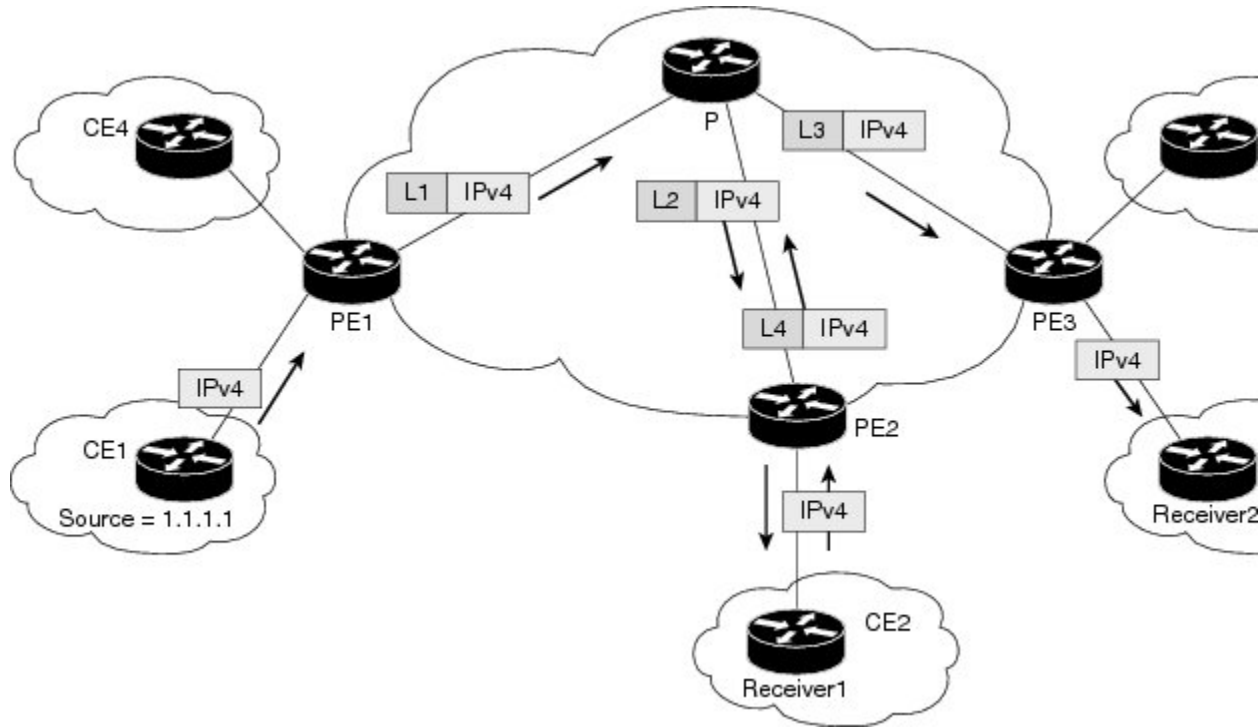 P
CE4
L3 IPv4
L1 IPv4
L2 IPv4
PE1
L4 IPv4
PE3
IPv4
IPv4
PE2
CE1
IPv4
Source = 1.1.1.1
Receiver2
CE2
Receiver1